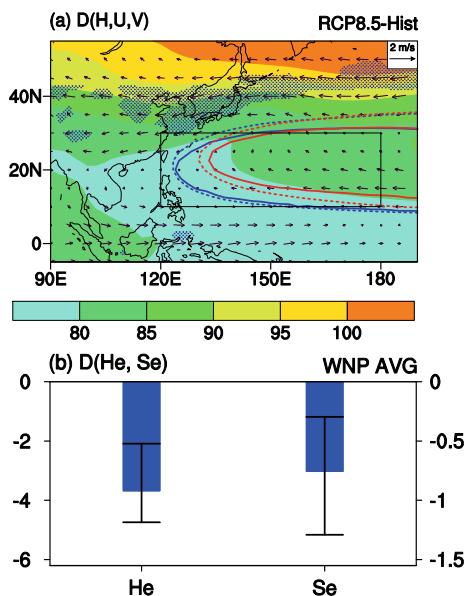 (a) D(H,U,V) RCP8.5-Hist
2 m/s
40N
20N
0
90E 120E 150E 180
80 85 90 95 100
(b) D(He, Se) WNP AVG
0 0
-2 -0.5
-4 -1
-6 -1.5
He Se